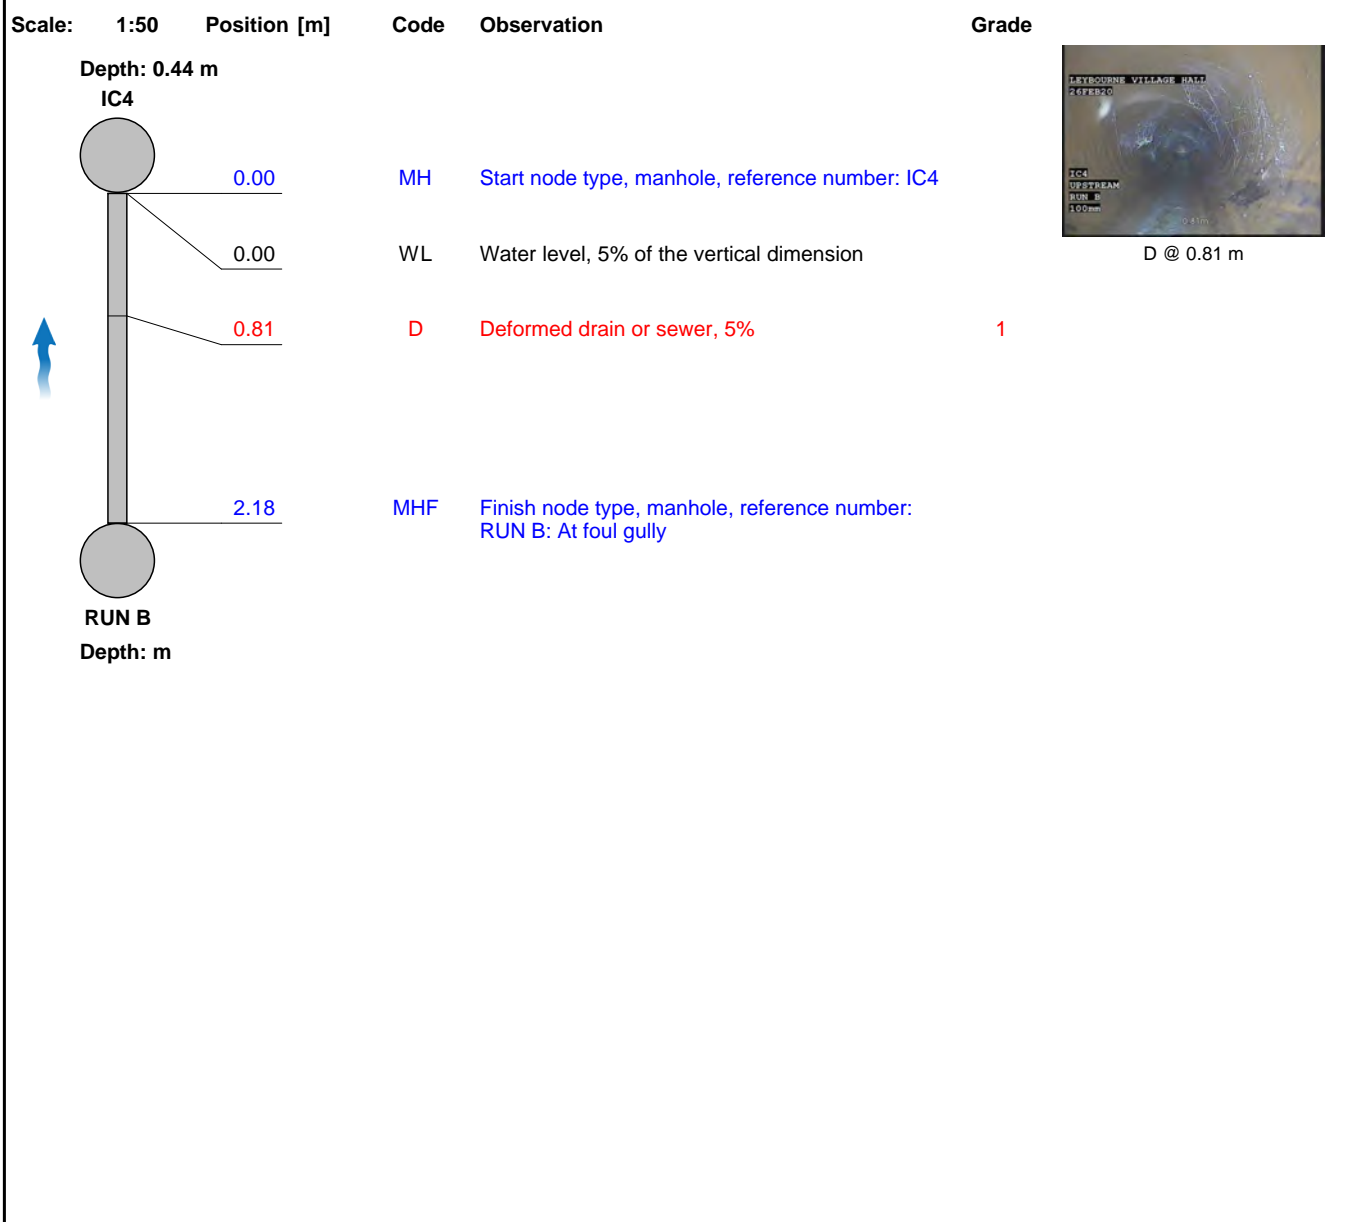 Scale: 1:50 Position [m] Code Observation Grade
Depth: 0.44 m
IC4
0.00 MH Start node type, manhole, reference number: IC4
0.00 WL Water level, 5% of the vertical dimension
0.81 D Deformed drain or sewer, 5% 1
2.18 MHF Finish node type, manhole, reference number:
RUN B: At foul gully
RUN B
Depth: m
LEYBOURNE VILLAGE HALL
26FEB20
IC4
UPSTREAM
RUN B
100mm
0.81m
D @ 0.81 m